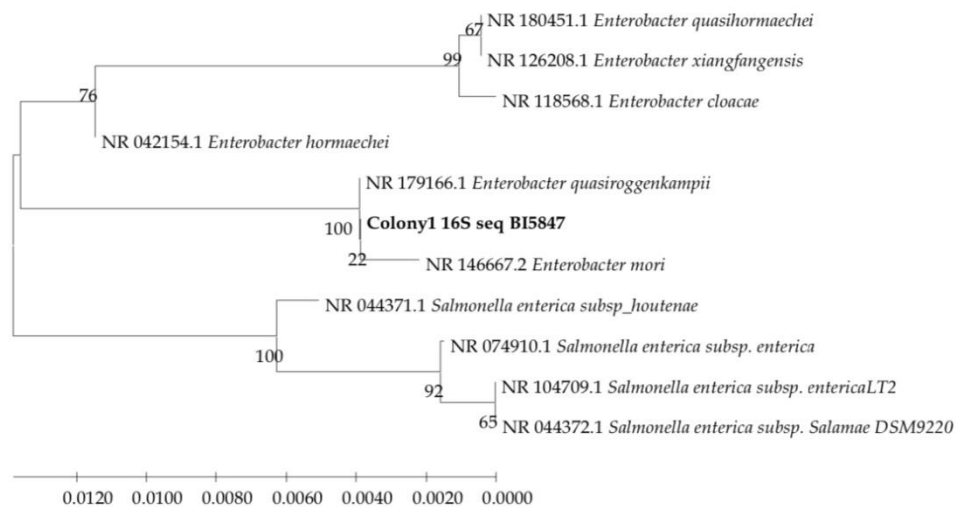 NR 180451.1 Enterobacter quasihormaechei
67
NR 126208.1 Enterobacter xiangfangensis
99
NR 118568.1 Enterobacter cloacae
76
NR 042154.1 Enterobacter hormaechei
NR 179166.1 Enterobacter quasiroggenkampii
Colony1 16S seq BI5847
100
NR 146667.2 Enterobacter mori
22
NR 044371.1 Salmonella enterica subsp_houtenae
NR 074910.1 Salmonella enterica subsp. enterica
100
NR 104709.1 Salmonella enterica subsp. entericaLT2
92
NR 044372.1 Salmonella enterica subsp. Salamae DSM9220
65
0.0120 0.0100 0.0080 0.0060 0.0040 0.0020 0.0000